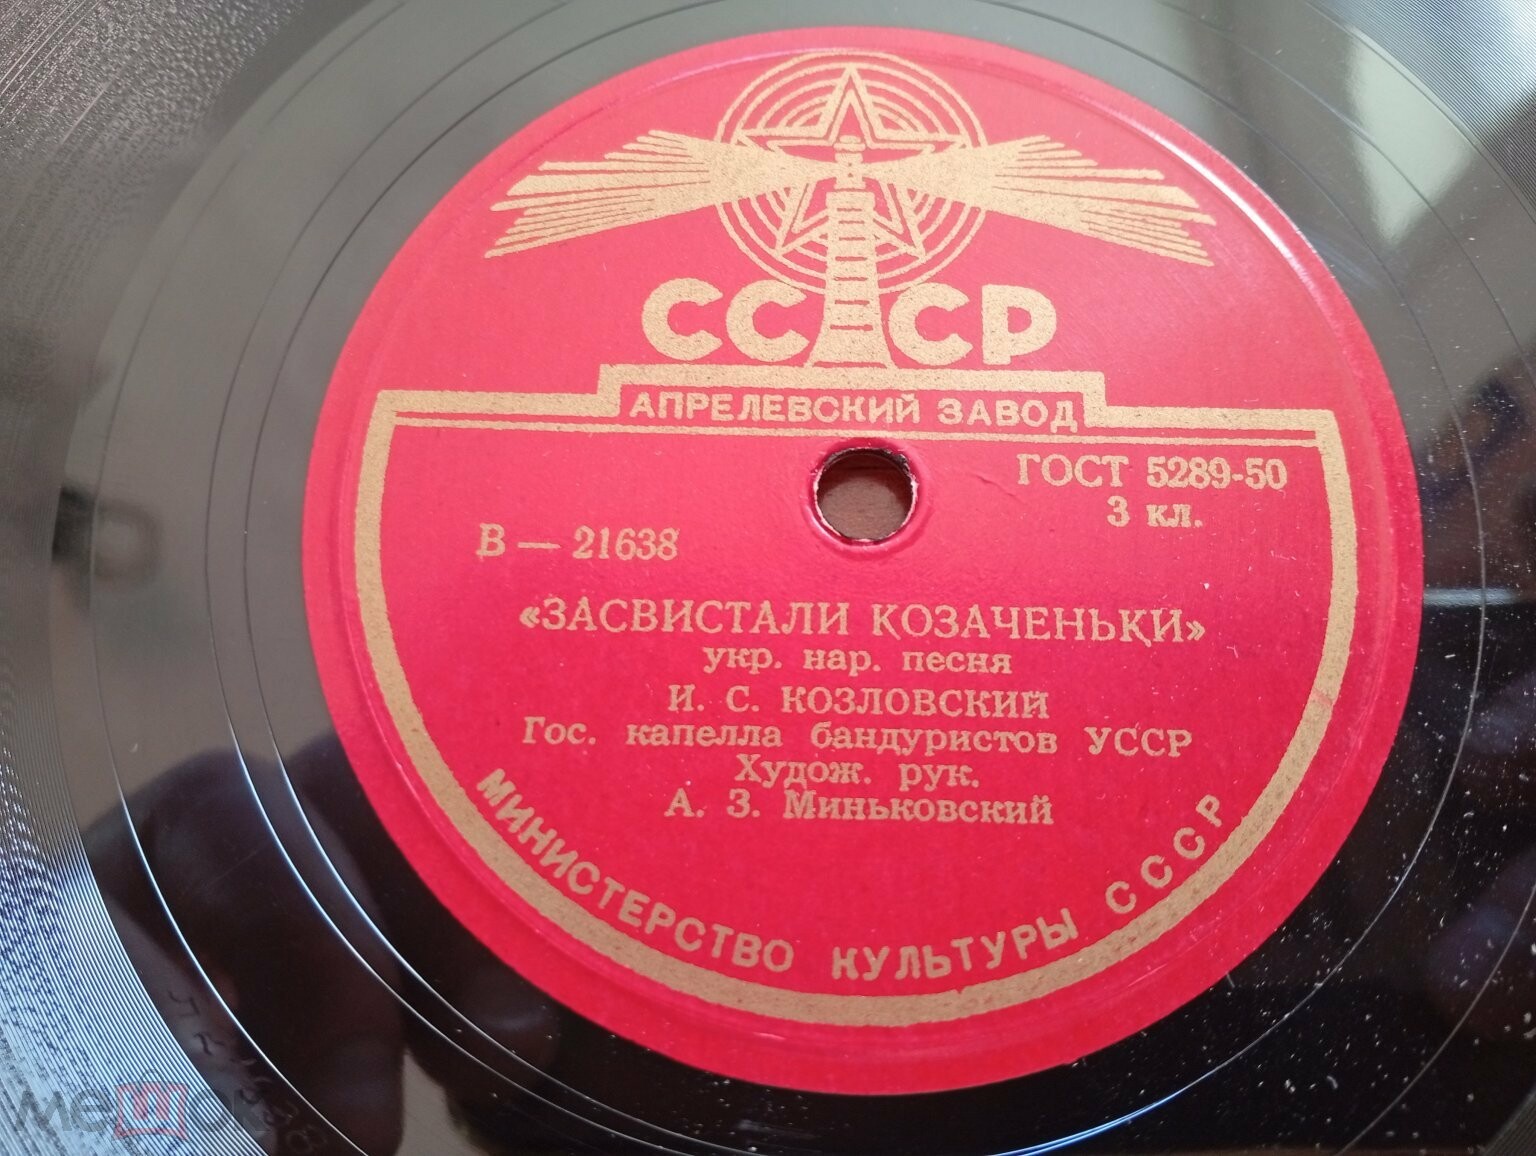 СССР
АПРЕЛЕВСКИЙ ЗАВОД
ГОСТ 5289-50
3 кл.
В — 21638
«ЗАСВИСТАЛИ КОЗАЧЕНЬКИ»
укр. нар. песня
И. С. КОЗЛОВСКИЙ
Гос. капелла бандуристов УССР
Худож. рук.
А. З. Миньковский
МИНИСТЕРСТВО КУЛЬТУРЫ СССР
мешок